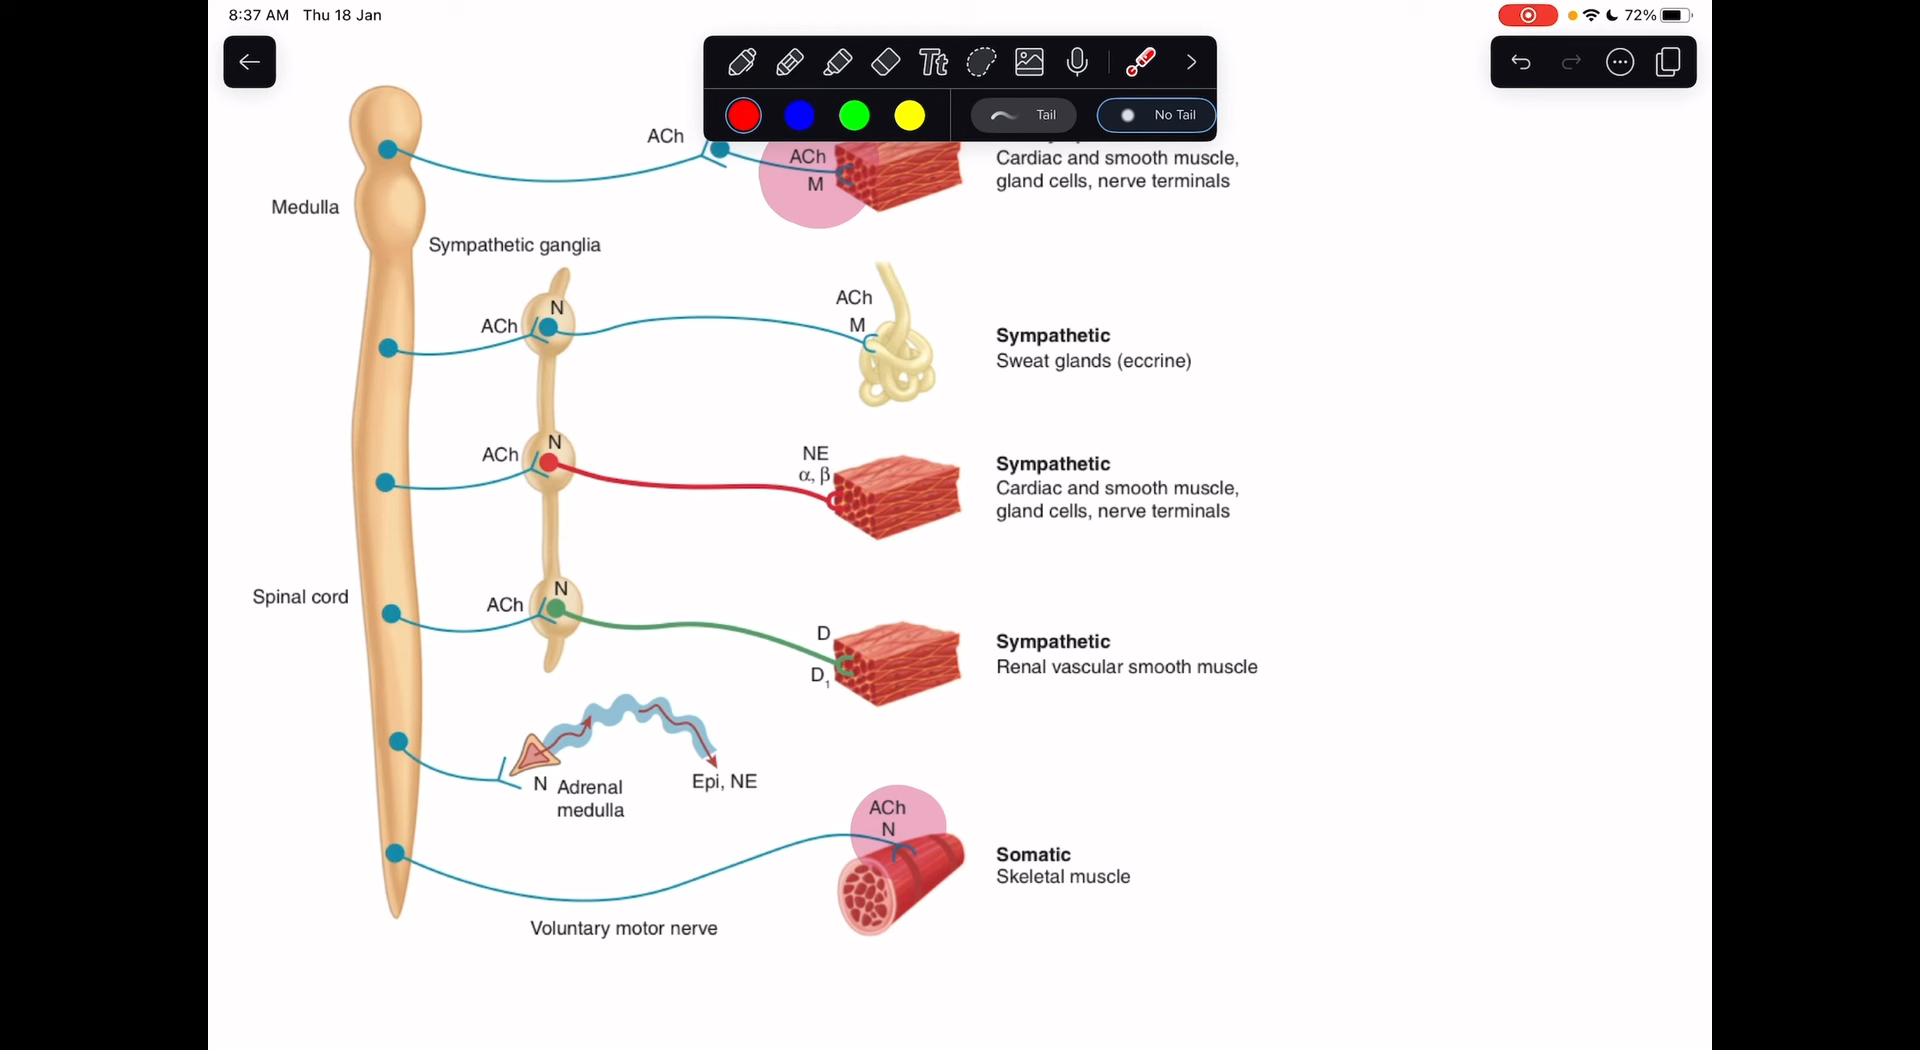 8:37 AM Thu 18 Jan
72%
Tt
Tail
No Tail
ACh
ACh
M
Cardiac and smooth muscle,
gland cells, nerve terminals
Medulla
Sympathetic ganglia
N
ACh
ACh
M
Sympathetic
Sweat glands (eccrine)
N
ACh
NE
α, β
Sympathetic
Cardiac and smooth muscle,
gland cells, nerve terminals
Spinal cord
N
ACh
D
D1
Sympathetic
Renal vascular smooth muscle
N
Adrenal
medulla
Epi, NE
ACh
N
Somatic
Skeletal muscle
Voluntary motor nerve